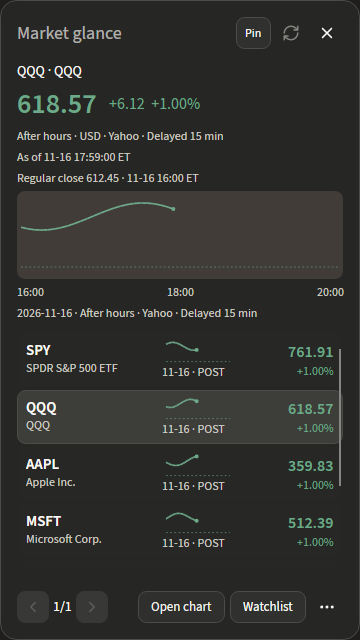 Market glance
Pin
QQQ · QQQ
618.57 +6.12 +1.00%
After hours · USD · Yahoo · Delayed 15 min
As of 11-16 17:59:00 ET
Regular close 612.45 · 11-16 16:00 ET
16:00 18:00 20:00
2026-11-16 · After hours · Yahoo · Delayed 15 min
SPY 761.91
SPDR S&P 500 ETF 11-16 · POST +1.00%
QQQ 618.57
QQQ 11-16 · POST +1.00%
AAPL 359.83
Apple Inc. 11-16 · POST +1.00%
MSFT 512.39
Microsoft Corp. 11-16 · POST +1.00%
1/1 Open chart Watchlist